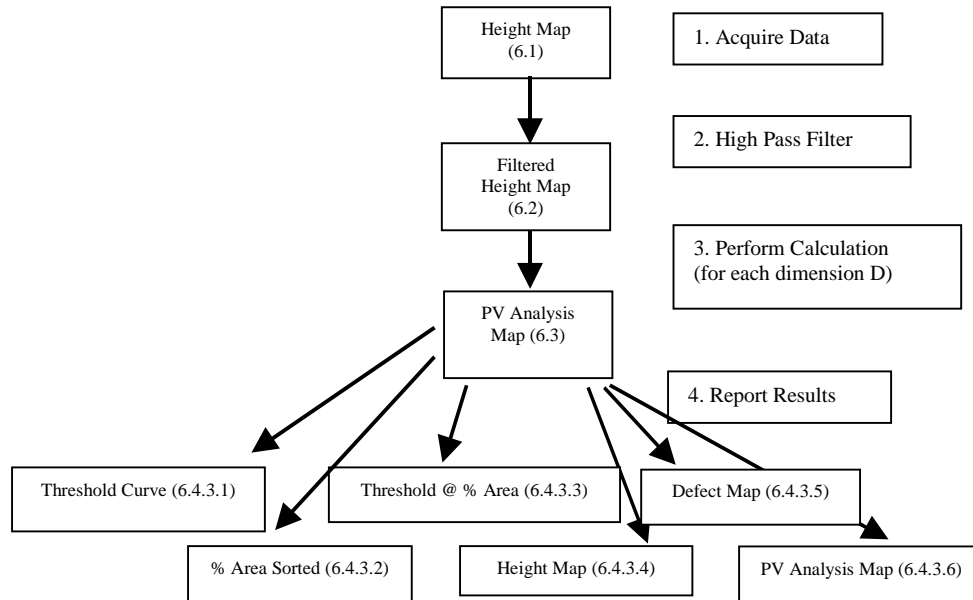 Height Map
(6.1)
1. Acquire Data
2. High Pass Filter
Filtered
Height Map
(6.2)
3. Perform Calculation
(for each dimension D)
PV Analysis
Map (6.3)
4. Report Results
Threshold Curve (6.4.3.1)
Threshold @ % Area (6.4.3.3)
Defect Map (6.4.3.5)
% Area Sorted (6.4.3.2)
Height Map (6.4.3.4)
PV Analysis Map (6.4.3.6)